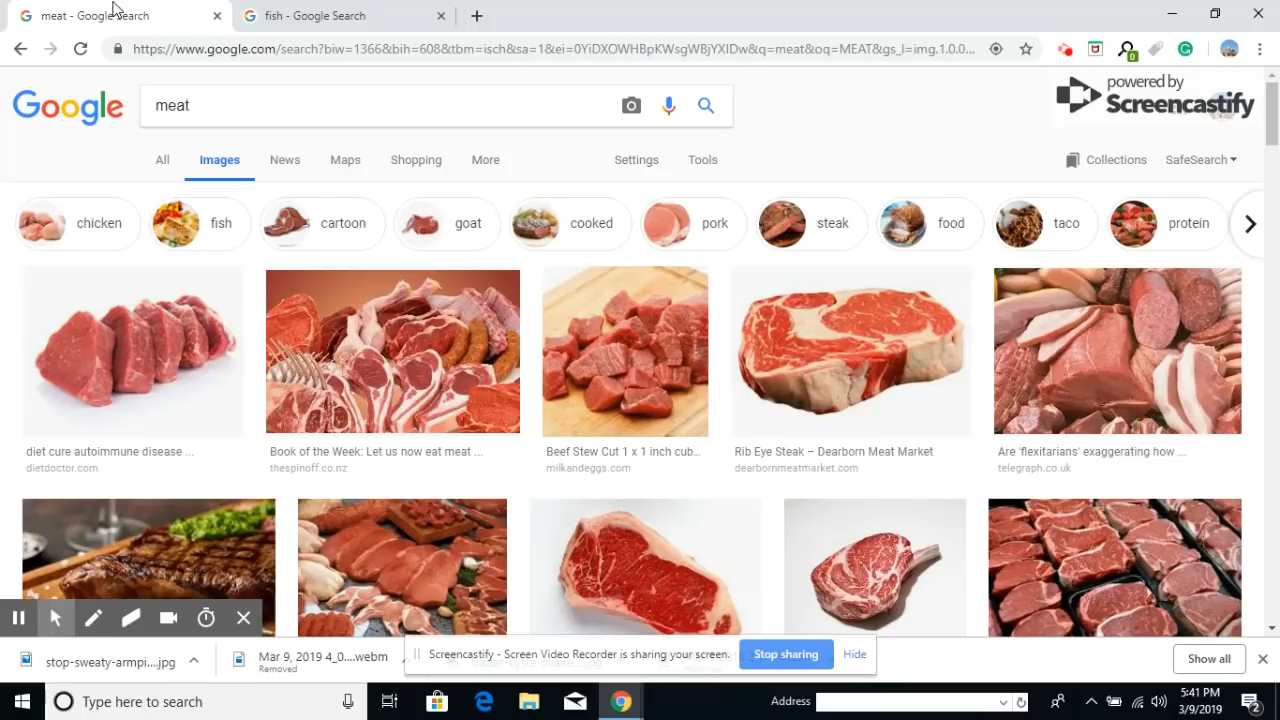 meat - Google Search
fish - Google Search
https://www.google.com/search?biw=1366&bih=608&tbm=isch&sa=1&ei=0YiDXOWHBpKWsgWBjYXIDw&q=meat&oq=MEAT&gs_l=img.1.0.0...
0
Google
meat
powered by
Screencastify
All
Images
News
Maps
Shopping
More
Settings
Tools
Collections
SafeSearch
chicken
fish
cartoon
goat
cooked
pork
steak
food
taco
protein
diet cure autoimmune disease ...
dietdoctor.com
Book of the Week: Let us now eat meat ...
thespinoff.co.nz
Beef Stew Cut 1 x 1 inch cub...
milkandeggs.com
Rib Eye Steak – Dearborn Meat Market
dearbornmeatmarket.com
Are 'flexitarians' exaggerating how ...
telegraph.co.uk
stop-sweaty-armpi....jpg
Mar 9, 2019 4_0....webm
Removed
Screencastify - Screen Video Recorder is sharing your screen.
Stop sharing
Hide
Show all
Type here to search
Address
5:41 PM
3/9/2019
2